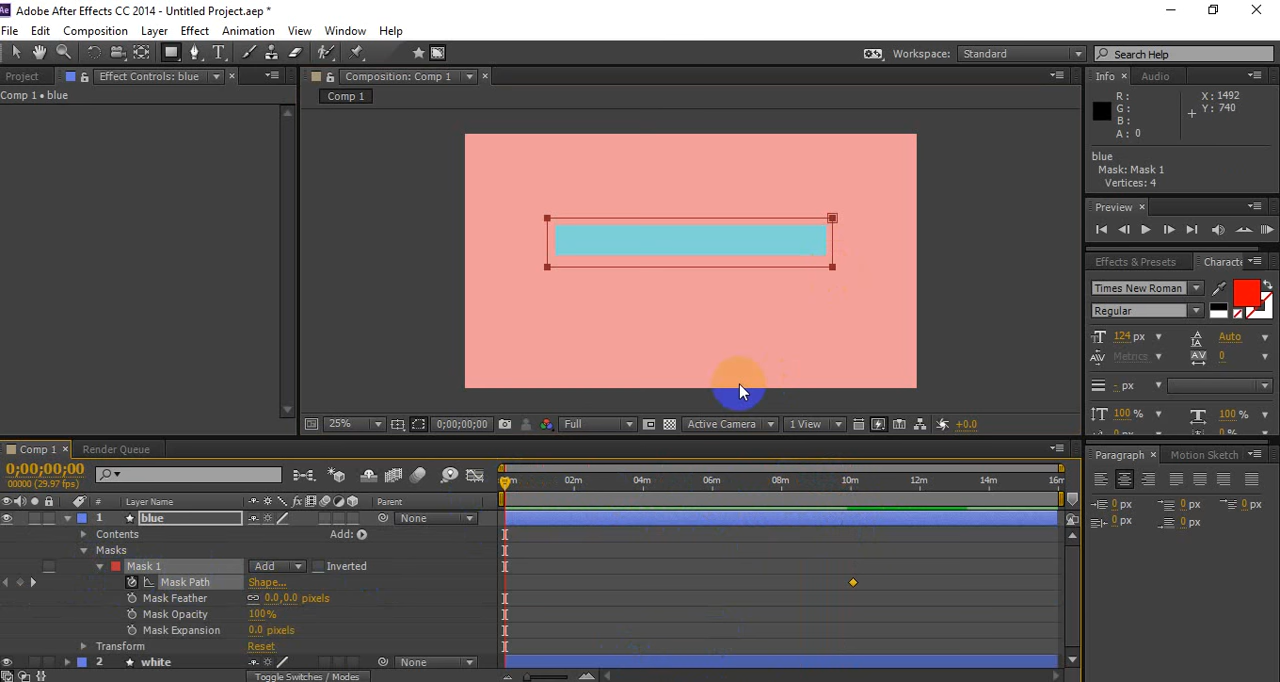 Adobe After Effects CC 2014 - Untitled Project.aep *
File Edit Composition Layer Effect Animation View Window Help
Workspace: Standard Search Help
Project Effect Controls: blue Composition: Comp 1 Info Audio
Comp 1 • blue
Comp 1
R : X : 1492
G : Y : 740
B :
A : 0
blue
Mask: Mask 1
Vertices: 4
Preview
Effects & Presets Characte
Times New Roman
Regular
124 px Auto
Metrics 0
- px
100 % 100 %
25% 0;00;00;00 Full Active Camera 1 View +0.0
Comp 1 Render Queue Paragraph Motion Sketch
0;00;00;00
00000 (29.97 fps)
02m 04m 06m 08m 10m 12m 14m 16m
# Layer Name fx Parent
1 blue None
Contents Add:
Masks
Mask 1 Add Inverted
Mask Path Shape...
Mask Feather 0.0,0.0 pixels
Mask Opacity 100%
Mask Expansion 0.0 pixels
Transform Reset
2 white None
Toggle Switches / Modes
0 px 0 px 0 px
0 px 0 px